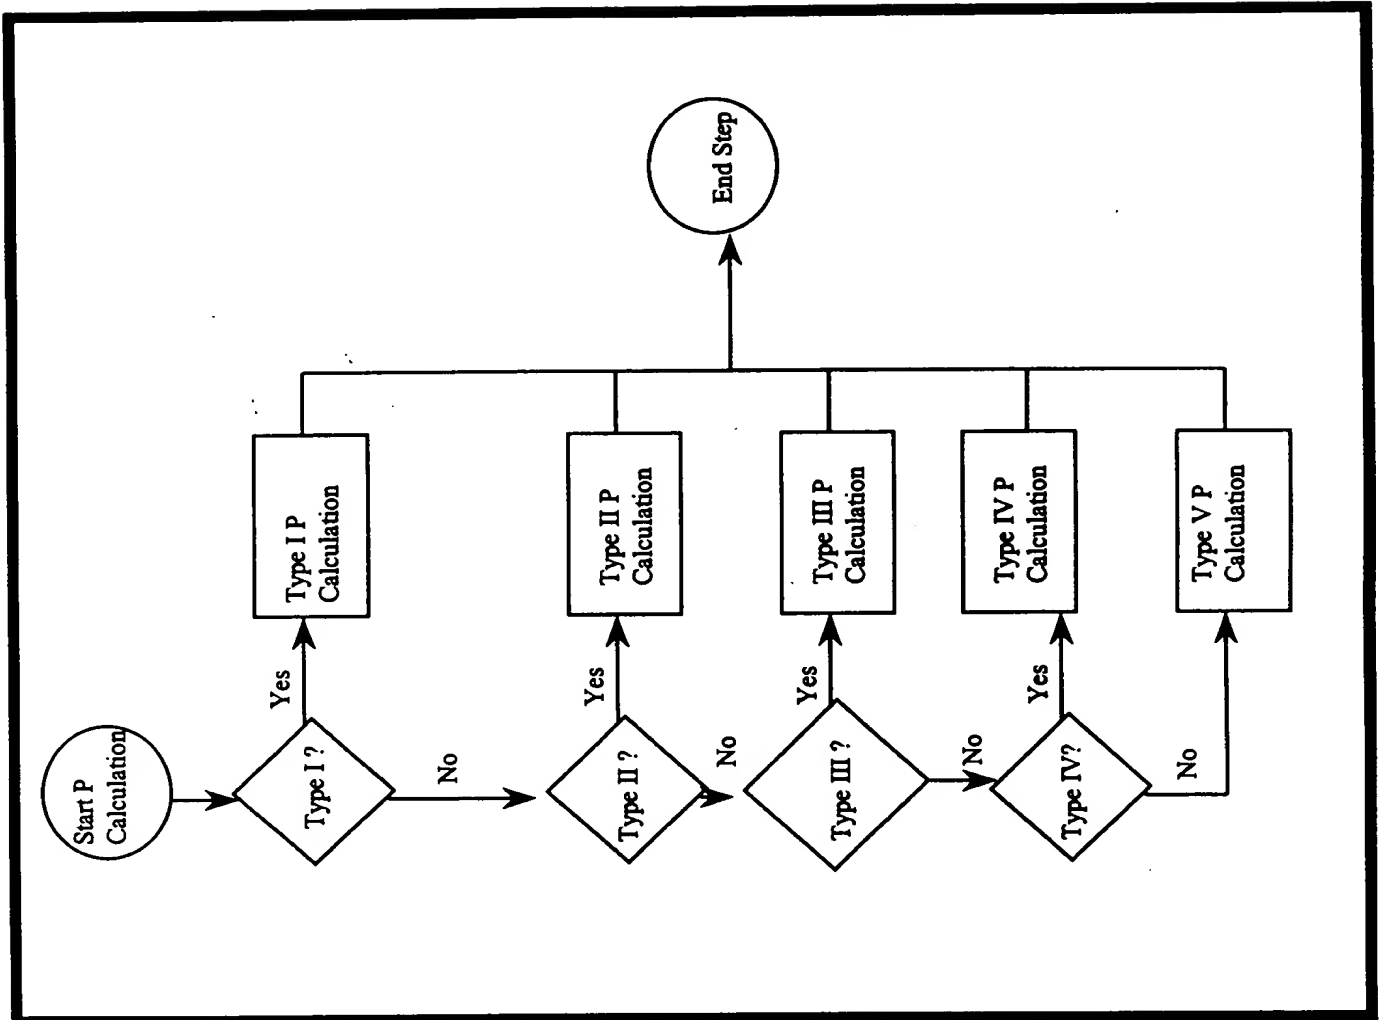 Start P
Calculation
Type I ?
Yes
Type I P
Calculation
No
Type II ?
Yes
Type II P
Calculation
No
Type III ?
Yes
Type III P
Calculation
No
Type IV?
Yes
Type IV P
Calculation
No
Type V P
Calculation
End Step